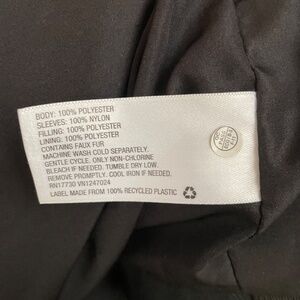 BODY: 100% POLYESTER
SLEEVES: 100% NYLON
FILLING: 100% POLYESTER
LINING: 100% POLYESTER
CONTAINS FAUX FUR
MACHINE WASH COLD SEPARATELY.
GENTLE CYCLE. ONLY NON-CHLORINE
BLEACH IF NEEDED. TUMBLE DRY LOW.
REMOVE PROMPTLY. COOL IRON IF NEEDED.
RN17730 VN1247024
LABEL MADE FROM 100% RECYCLED PLASTIC